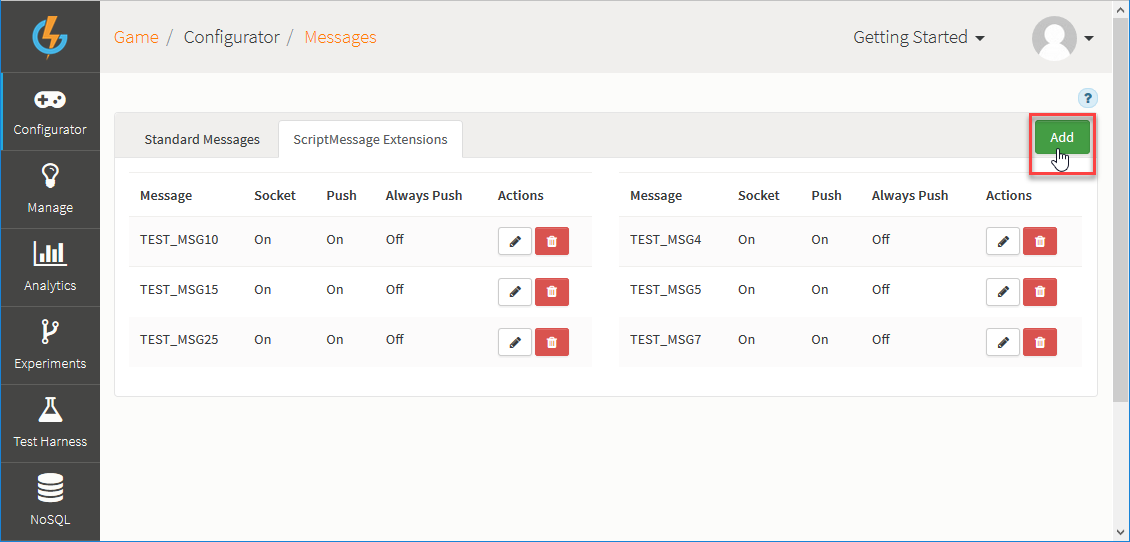 Game / Configurator / Messages
Getting Started
?
Configurator
Manage
Analytics
Experiments
Test Harness
NoSQL
Standard Messages ScriptMessage Extensions Add
Message Socket Push Always Push Actions Message Socket Push Always Push Actions
TEST_MSG10 On On Off TEST_MSG4 On On Off
TEST_MSG15 On On Off TEST_MSG5 On On Off
TEST_MSG25 On On Off TEST_MSG7 On On Off